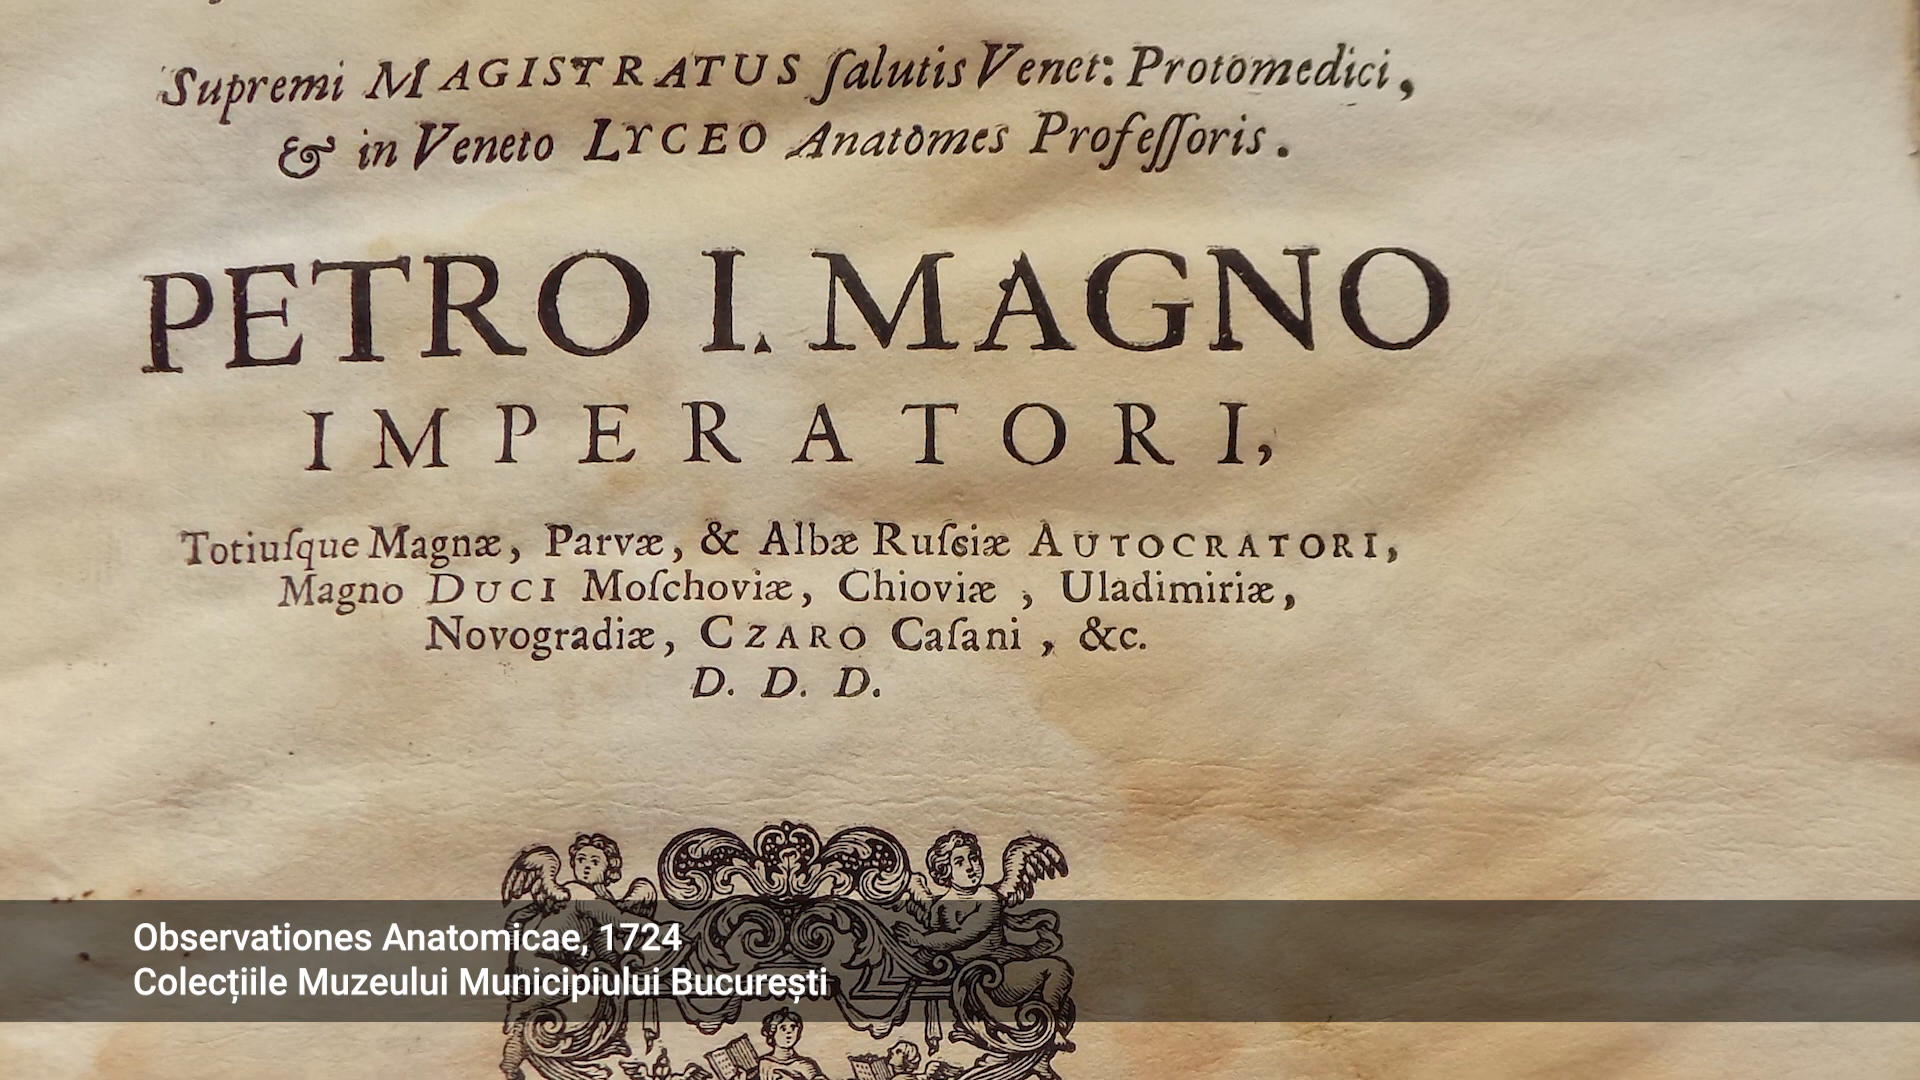 Supremi MAGISTRATUS ſalutis Venet: Protomedici,
& in Veneto LYCEO Anatomes Profeſſoris.
PETRO I. MAGNO
IMPERATORI,
Totiuſque Magnæ, Parvæ, & Albæ Ruſsiæ AUTOCRATORI,
Magno DUCI Moſchoviæ, Chioviæ, Uladimiriæ,
Novogradiæ, CZARO Caſani, &c.
D. D. D.
Observationes Anatomicae, 1724
Colecțiile Muzeului Municipiului București